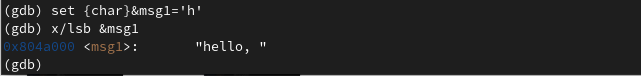 (gdb) set {char}&msg1='h'
(gdb) x/lsb &msg1
0x804a000 <msg1>:       "hello, "
(gdb)